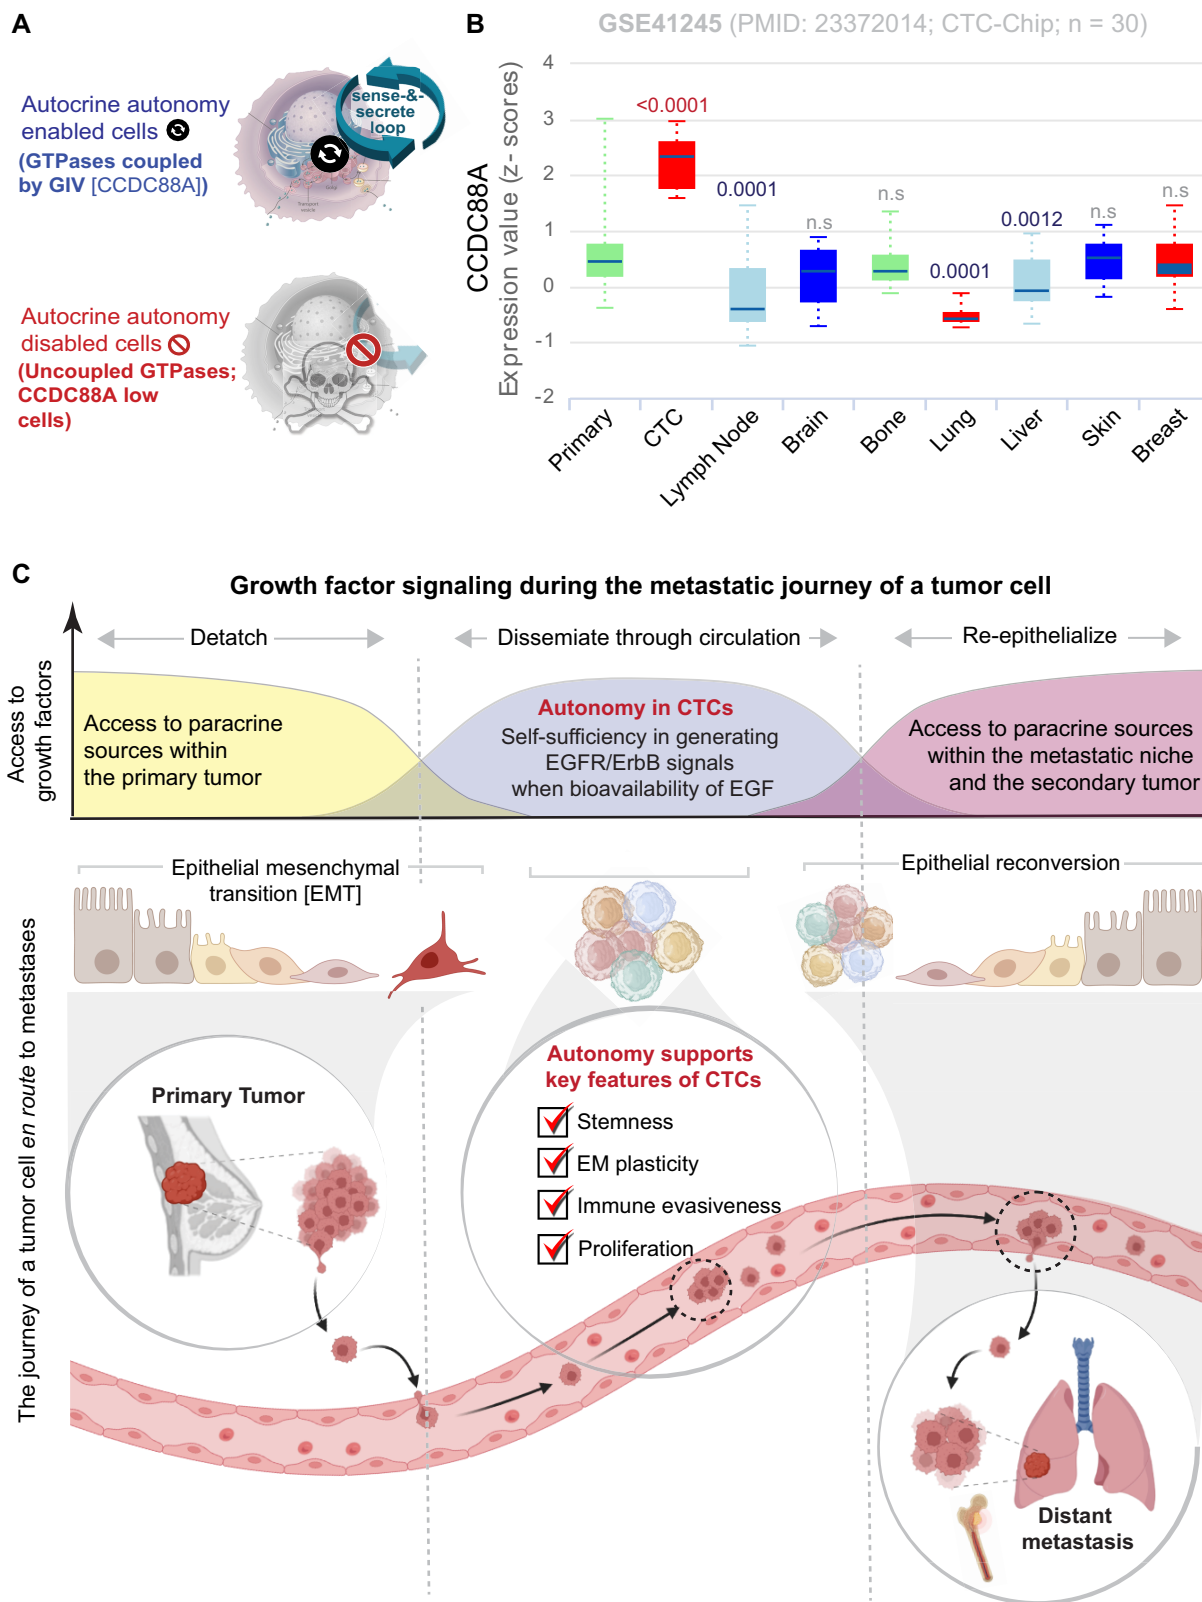 A
Autocrine autonomy
enabled cells
(GTPases coupled
by GIV [CCDC88A])
sense-&-
secrete
loop
Transport
vesicle
Autocrine autonomy
disabled cells
(Uncoupled GTPases;
CCDC88A low
cells)
B
GSE41245 (PMID: 23372014; CTC-Chip; n = 30)
CCDC88A
Expression value (z- scores)
4
3
2
1
0
-1
-2
<0.0001
0.0001
n.s
n.s
0.0001
0.0012
n.s
n.s
Primary
CTC
Lymph Node
Brain
Bone
Lung
Liver
Skin
Breast
C
Growth factor signaling during the metastatic journey of a tumor cell
Detatch
Dissemiate through circulation
Re-epithelialize
Access to
growth factors
Access to paracrine
sources within
the primary tumor
Autonomy in CTCs
Self-sufficiency in generating
EGFR/ErbB signals
when bioavailability of EGF
Access to paracrine sources
within the metastatic niche
and the secondary tumor
The journey of a tumor cell en route to metastases
Epithelial mesenchymal
transition [EMT]
Epithelial reconversion
Primary Tumor
Autonomy supports
key features of CTCs
Stemness
EM plasticity
Immune evasiveness
Proliferation
Distant
metastasis